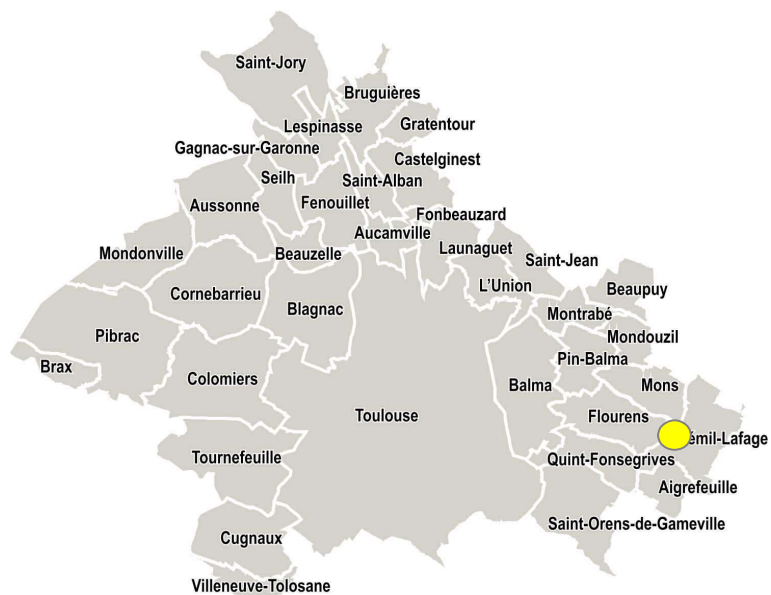 Saint-Jory
Bruguières
Lespinasse
Gratentour
Gagnac-sur-Garonne
Castelginest
Seilh
Saint-Alban
Fenouillet
Aussonne
Fonbeauzard
Aucamville
Launaguet
Mondonville
Beauzelle
Saint-Jean
L'Union
Beaupuy
Cornebarrieu
Blagnac
Montrabé
Pibrac
Mondouzil
Pin-Balma
Brax
Colomiers
Balma
Mons
Toulouse
Flourens
émil-Lafage
Tournefeuille
Quint-Fonsegrives
Aigrefeuille
Saint-Orens-de-Gameville
Cugnaux
Villeneuve-Tolosane